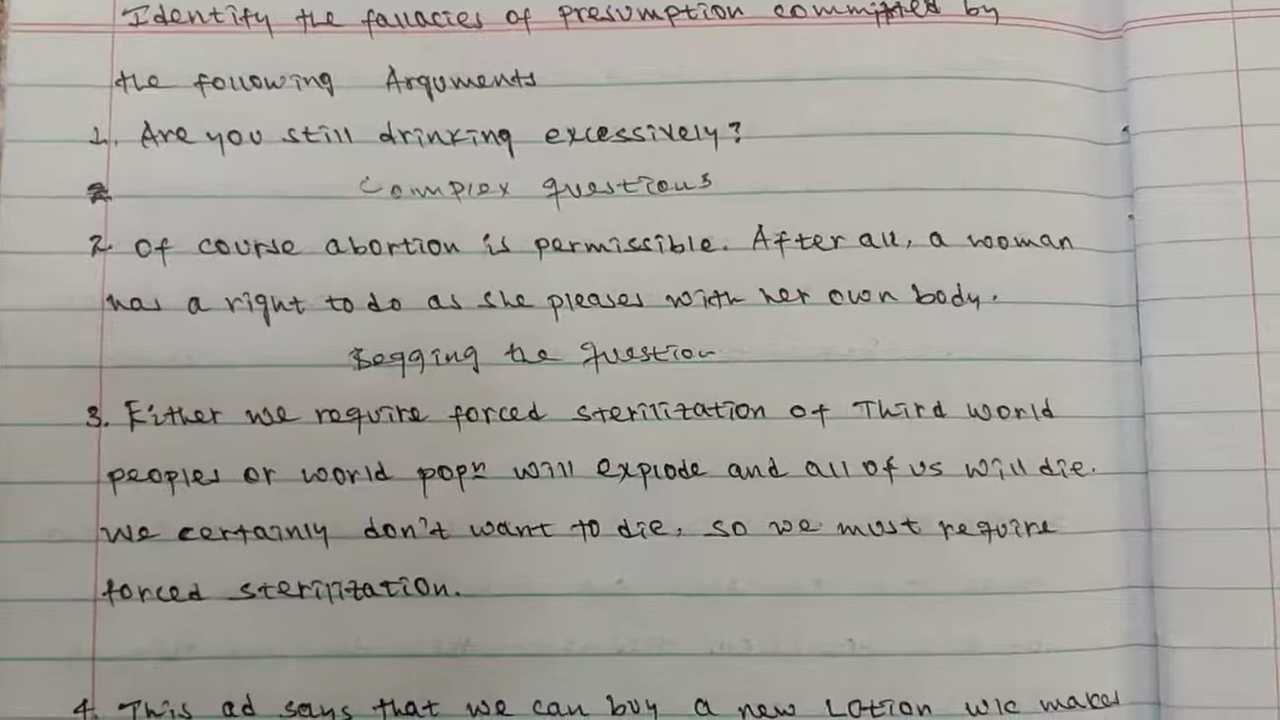 Identify the fallacies of presumption committed by
the following Arguments
1. Are you still drinking excessively?
Complex questions
2. Of course abortion is permissible. After all, a woman
has a right to do as she pleases with her own body.
Begging the question
3. Either we require forced sterilization of Third world
peoples or world popn will explode and all of us will die.
We certainly don't want to die, so we must require
forced sterilization.
4. This ad says that we can buy a new Lotion wic makes